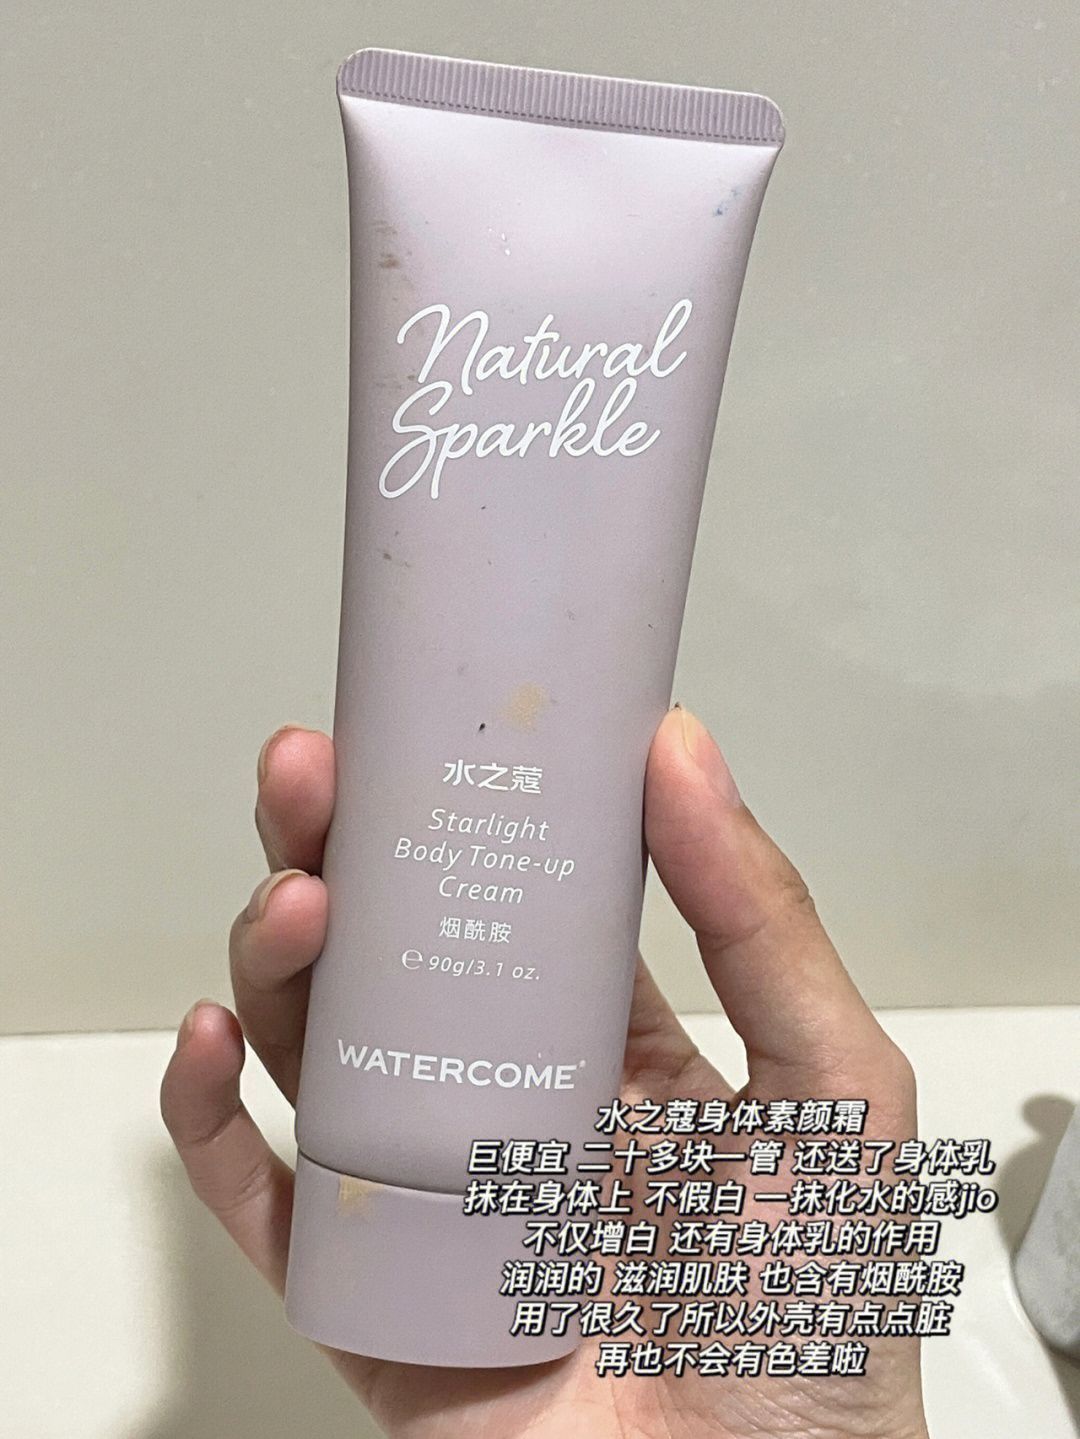 Natural
Sparkle
水之蔻
Starlight
Body Tone-up
Cream
烟酰胺
℮ 90g/3.1 oz.
WATERCOME®
水之蔻身体素颜霜
巨便宜 二十多块一管 还送了身体乳
抹在身体上 不假白 一抹化水的感jio
不仅增白 还有身体乳的作用
润润的 滋润肌肤 也含有烟酰胺
用了很久了所以外壳有点点脏
再也不会有色差啦